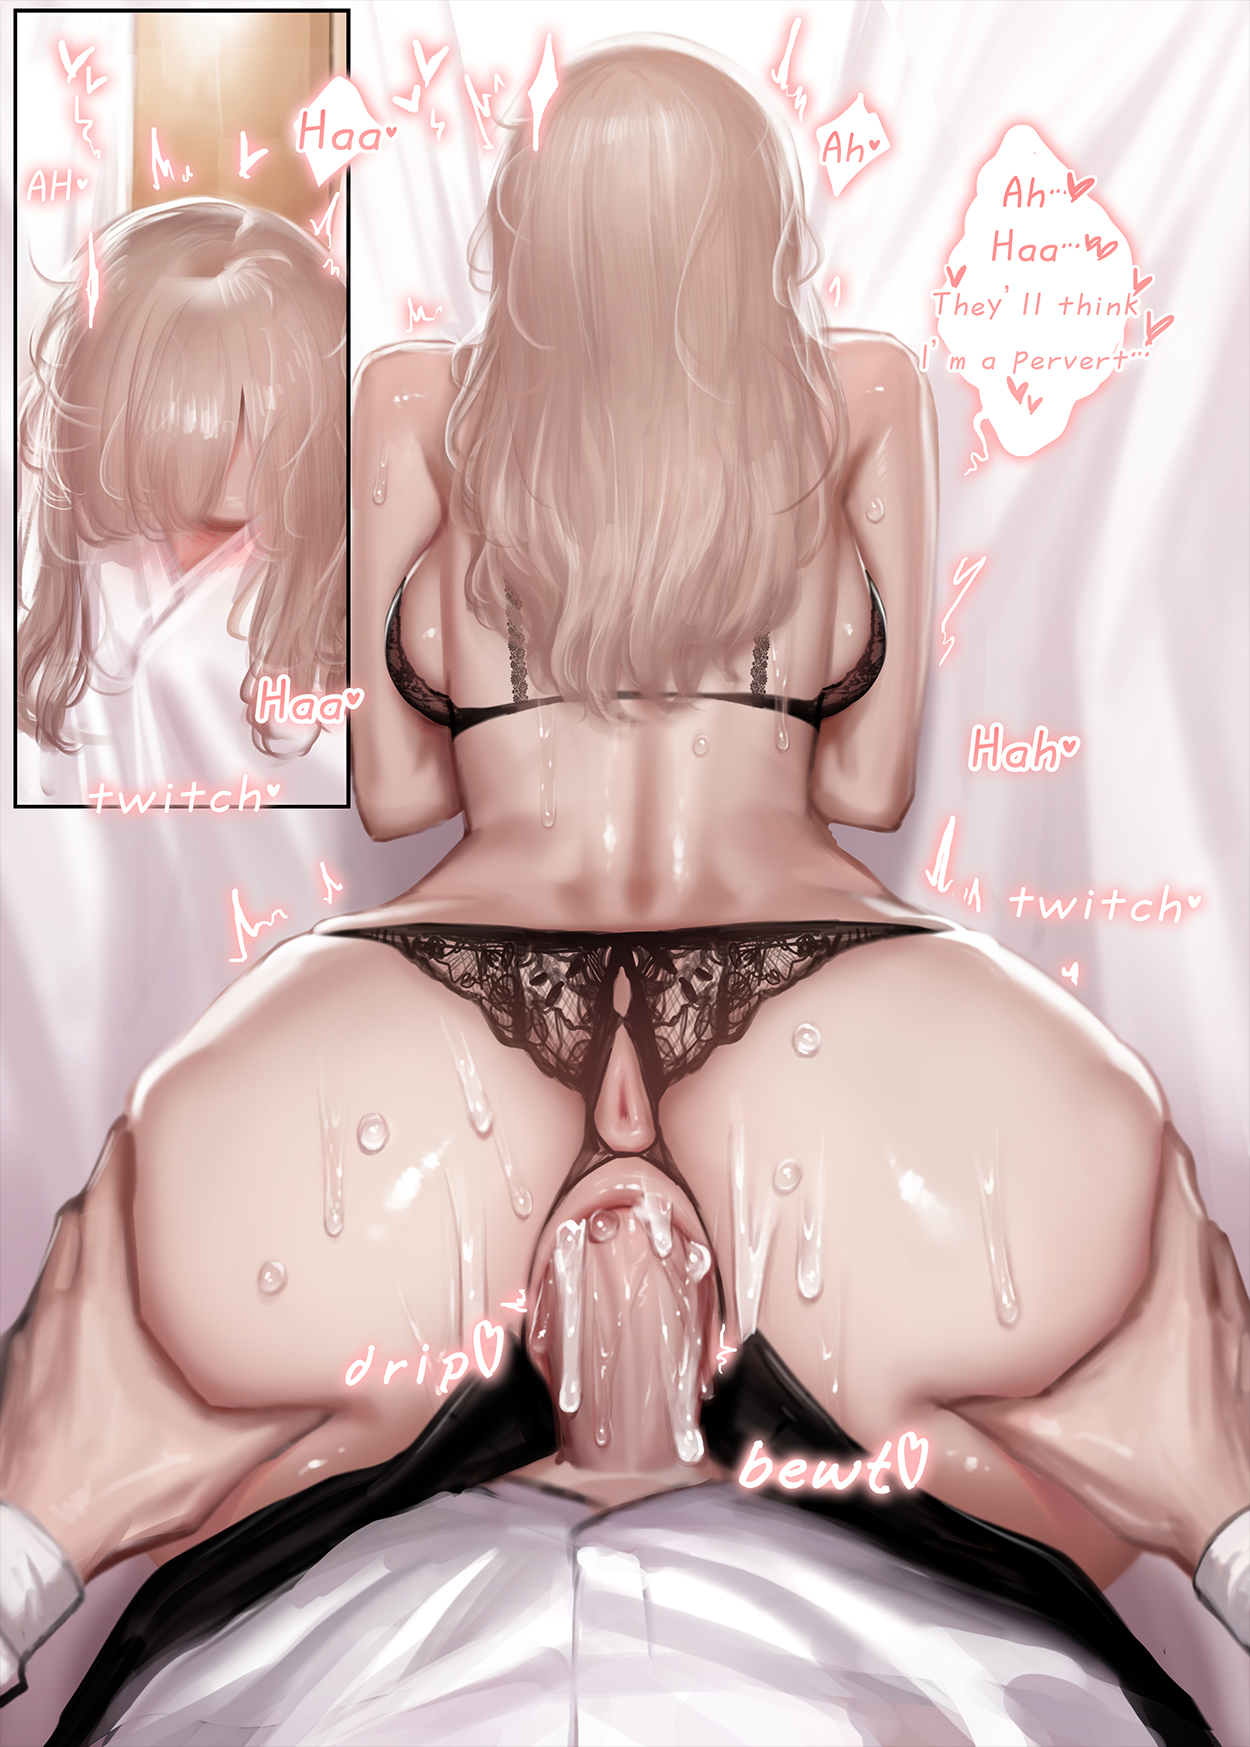 AH♥
Haa♥
Haa♥
twitch♥
Ah♥
Ah…♥
Haa…♥
They'll think
I'm a pervert…
Hah♥
twitch♥
drip♡
bewt♡